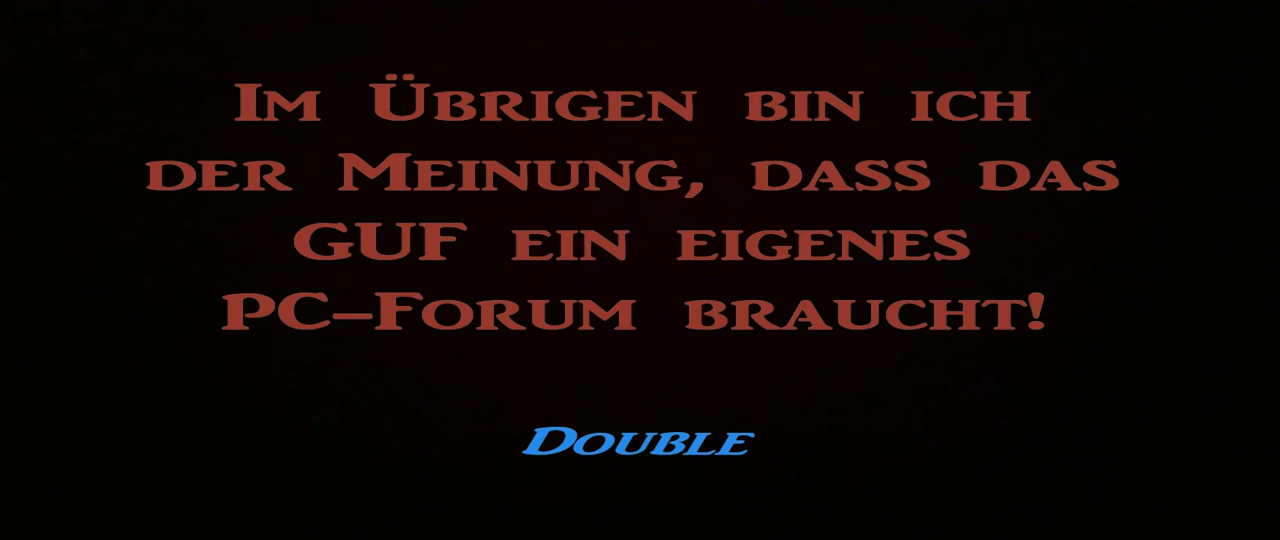 Im Übrigen bin ich
der Meinung, dass das
GUF ein eigenes
PC-Forum braucht!
Double